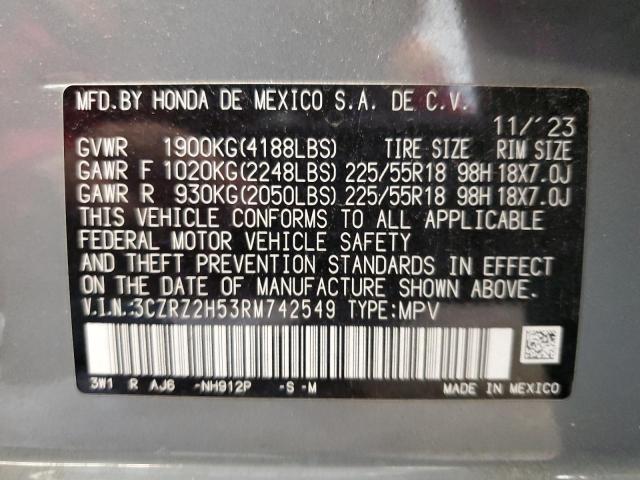 MFD.BY HONDA DE MEXICO S.A. DE C.V.
11/'23
GVWR 1900KG(4188LBS) TIRE SIZE RIM SIZE
GAWR F 1020KG(2248LBS) 225/55R18 98H 18X7.0J
GAWR R 930KG(2050LBS) 225/55R18 98H 18X7.0J
THIS VEHICLE CONFORMS TO ALL APPLICABLE
FEDERAL MOTOR VEHICLE SAFETY
AND THEFT PREVENTION STANDARDS IN EFFECT
ON THE DATE OF MANUFACTURE SHOWN ABOVE.
V.I.N.:3CZRZ2H53RM742549 TYPE:MPV
3W1 R AJ6 -NH912P -S -M MADE IN MEXICO